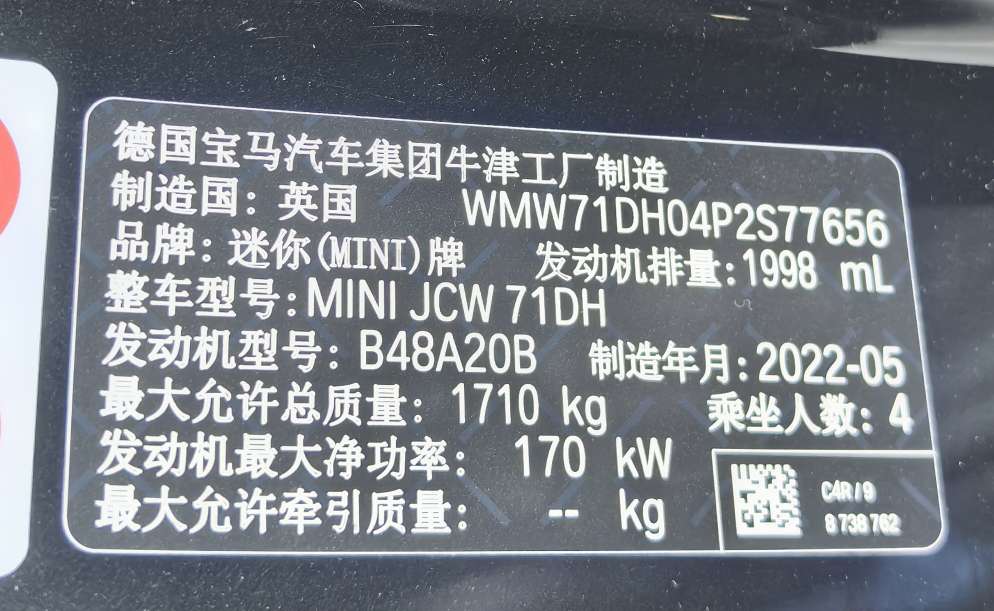 德国宝马汽车集团牛津工厂制造
制造国：英国 WMW71DH04P2S77656
品牌：迷你(MINI)牌 发动机排量：1998 mL
整车型号：MINI JCW 71DH
发动机型号：B48A20B 制造年月：2022-05
最大允许总质量：1710 kg 乘坐人数：4
发动机最大净功率：170 kW
最大允许牵引质量：-- kg
C4R/9
8 738 762